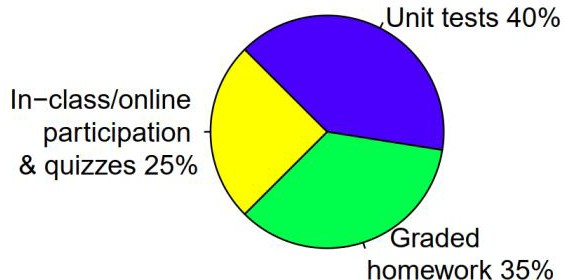 Unit tests 40%
In−class/online
participation
& quizzes 25%
Graded
homework 35%